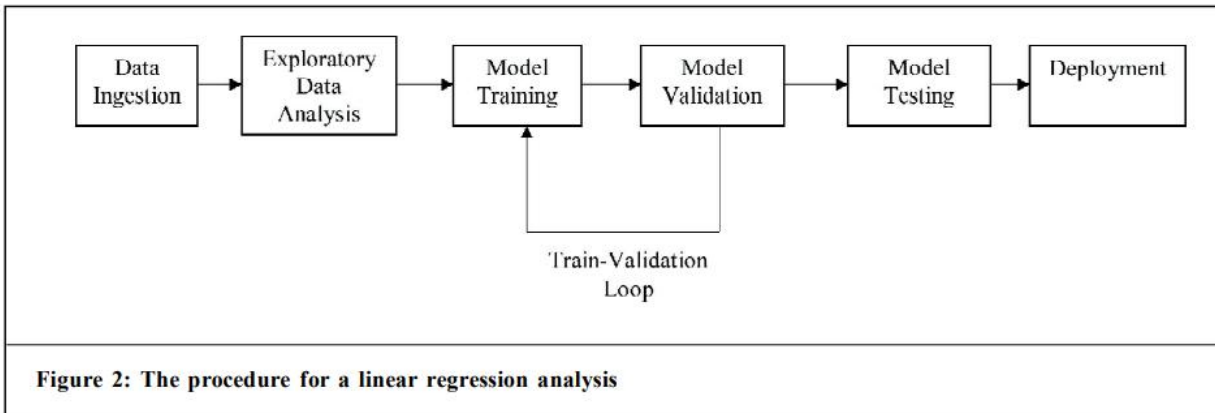 Data
Ingestion
Exploratory
Data
Analysis
Model
Training
Model
Validation
Model
Testing
Deployment
Train-Validation
Loop
Figure 2: The procedure for a linear regression analysis